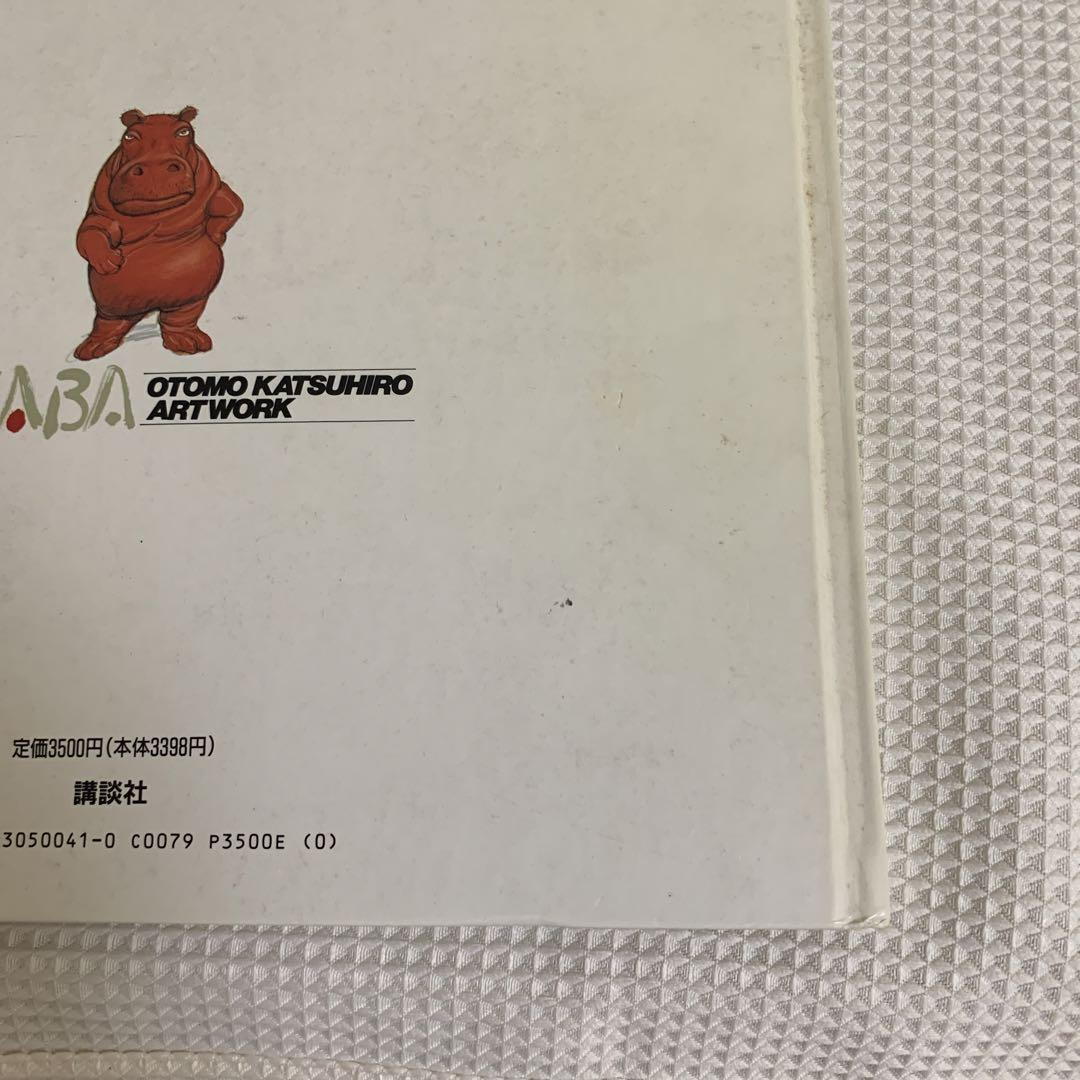 ABA
OTOMO KATSUHIRO
ARTWORK
定価3500円(本体3398円)
講談社
3050041-0 C0079 P3500E (0)